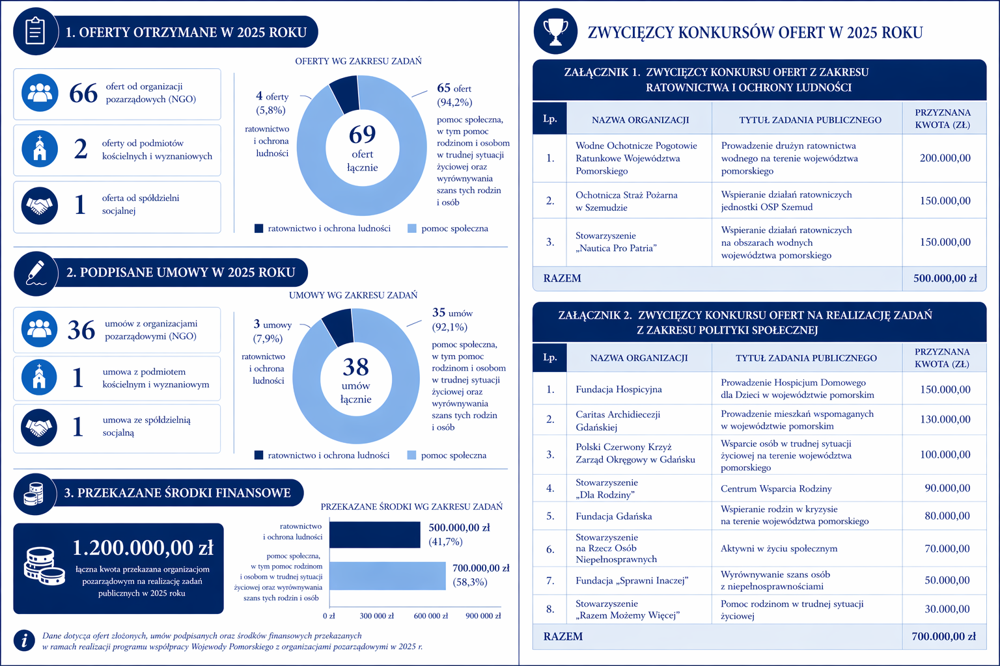 1. OFERTY OTRZYMANE W 2025 ROKU
66
ofert od organizacji
pozarządowych (NGO)
2
oferty od podmiotów
kościelnych i wyznaniowych
1
oferta od spółdzielni
socjalnej
OFERTY WG ZAKRESU ZADAŃ
4 oferty
(5,8%)
ratownictwo
i ochrona
ludności
69
ofert
łącznie
65 ofert
(94,2%)
pomoc społeczna,
w tym pomoc
rodzinom i osobom
w trudnej sytuacji
życiowej oraz
wyrównywania
szans tych rodzin
i osób
ratownictwo i ochrona ludności
pomoc społeczna
2. PODPISANE UMOWY W 2025 ROKU
36
umoów z organizacjami
pozarządowymi (NGO)
1
umowa z podmiotem
kościelnym i wyznaniowym
1
umowa ze spółdzielnią
socjalną
UMOWY WG ZAKRESU ZADAŃ
3 umowy
(7,9%)
ratownictwo
i ochrona
ludności
38
umów
łącznie
35 umów
(92,1%)
pomoc społeczna,
w tym pomoc
rodzinom i osobom
w trudnej sytuacji
życiowej oraz
wyrównywania
szans tych rodzin
i osób
ratownictwo i ochrona ludności
pomoc społeczna
3. PRZEKAZANE ŚRODKI FINANSOWE
1.200.000,00 zł
łączna kwota przekazana organizacjom
pozarządowym na realizację zadań
publicznych w 2025 roku
PRZEKAZANE ŚRODKI WG ZAKRESU ZADAŃ
ratownictwo
i ochrona ludności
500.000,00 zł
(41,7%)
pomoc społeczna,
w tym pomoc rodzinom
i osobom w trudnej sytuacji
życiowej oraz wyrównywania
szans tych rodzin i osób
700.000,00 zł
(58,3%)
0 zł 300 000 zł 600 000 zł 900 000 zł
Dane dotyczą ofert złożonych, umów podpisanych oraz środków finansowych przekazanych
w ramach realizacji programu współpracy Wojewody Pomorskiego z organizacjami pozarządowymi w 2025 r.
ZWYCIĘZCY KONKURSÓW OFERT W 2025 ROKU
ZAŁĄCZNIK 1. ZWYCIĘZCY KONKURSU OFERT Z ZAKRESU
RATOWNICTWA I OCHRONY LUDNOŚCI
Lp. NAZWA ORGANIZACJI TYTUŁ ZADANIA PUBLICZNEGO PRZYZNANA
KWOTA (ZŁ)
1.
Wodne Ochotnicze Pogotowie
Ratunkowe Województwa
Pomorskiego
Prowadzenie drużyn ratownictwa
wodnego na terenie województwa
pomorskiego
200.000,00
2.
Ochotnicza Straż Pożarna
w Szemudzie
Wspieranie działań ratowniczych
jednostki OSP Szemud
150.000,00
3.
Stowarzyszenie
„Nautica Pro Patria”
Wspieranie działań ratowniczych
na obszarach wodnych
województwa pomorskiego
150.000,00
RAZEM 500.000,00 zł
ZAŁĄCZNIK 2. ZWYCIĘZCY KONKURSU OFERT NA REALIZACJĘ ZADAŃ
Z ZAKRESU POLITYKI SPOŁECZNEJ
Lp. NAZWA ORGANIZACJI TYTUŁ ZADANIA PUBLICZNEGO PRZYZNANA
KWOTA (ZŁ)
1.
Fundacja Hospicyjna
Prowadzenie Hospicjum Domowego
dla Dzieci w województwie pomorskim
150.000,00
2.
Caritas Archidiecezji
Gdańskiej
Prowadzenie mieszkań wspomaganych
w województwie pomorskim
130.000,00
3.
Polski Czerwony Krzyż
Zarząd Okręgowy w Gdańsku
Wsparcie osób w trudnej sytuacji
życiowej na terenie województwa
pomorskiego
100.000,00
4.
Stowarzyszenie
„Dla Rodziny”
Centrum Wsparcia Rodziny
90.000,00
5.
Fundacja Gdańska
Wspieranie rodzin w kryzysie
na terenie województwa pomorskiego
80.000,00
6.
Stowarzyszenie
na Rzecz Osób
Niepełnosprawnych
Aktywni w życiu społecznym
70.000,00
7.
Fundacja „Sprawni Inaczej”
Wyrównywanie szans osób
z niepełnosprawnościami
50.000,00
8.
Stowarzyszenie
„Razem Możemy Więcej”
Pomoc rodzinom w trudnej sytuacji
życiowej
30.000,00
RAZEM 700.000,00 zł